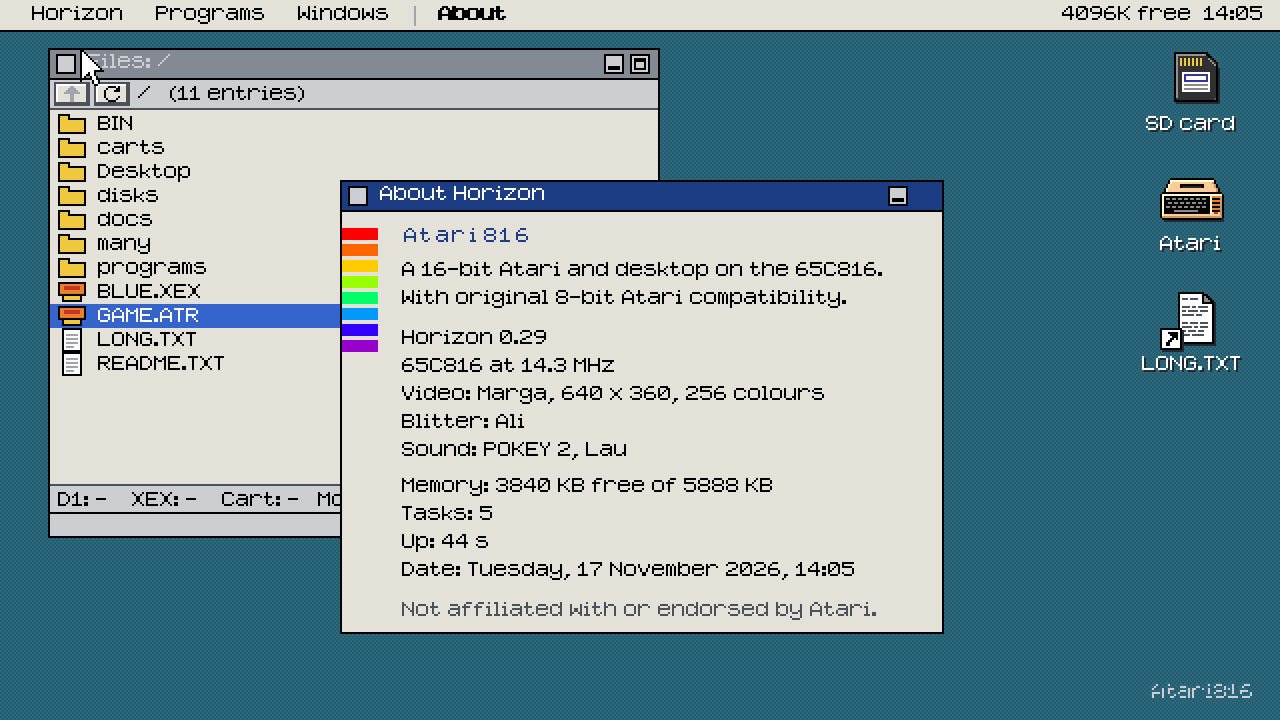 Horizon Programs Windows | About 4096K free 14:05
Files: /
/ (11 entries)
BIN
carts
Desktop
disks
docs
many
programs
BLUE.XEX
GAME.ATR
LONG.TXT
README.TXT
D1: - XEX: - Cart: -
About Horizon
Atari816
A 16-bit Atari and desktop on the 65C816.
With original 8-bit Atari compatibility.
Horizon 0.29
65C816 at 14.3 MHz
Video: Marga, 640 x 360, 256 colours
Blitter: Ali
Sound: POKEY 2, Lau
Memory: 3840 KB free of 5888 KB
Tasks: 5
Up: 44 s
Date: Tuesday, 17 November 2026, 14:05
Not affiliated with or endorsed by Atari.
SD card
Atari
LONG.TXT
Atari816